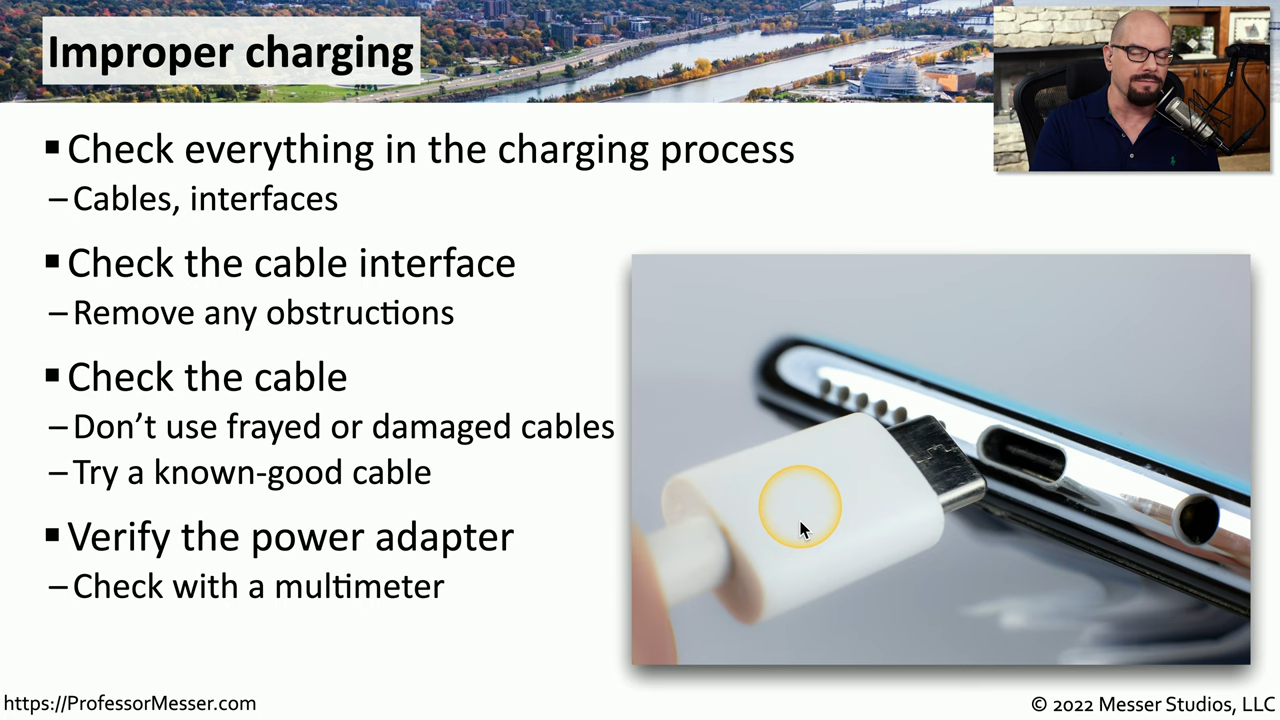 Improper charging
▪ Check everything in the charging process
– Cables, interfaces
▪ Check the cable interface
– Remove any obstructions
▪ Check the cable
– Don’t use frayed or damaged cables
– Try a known-good cable
▪ Verify the power adapter
– Check with a multimeter
https://ProfessorMesser.com
© 2022 Messer Studios, LLC